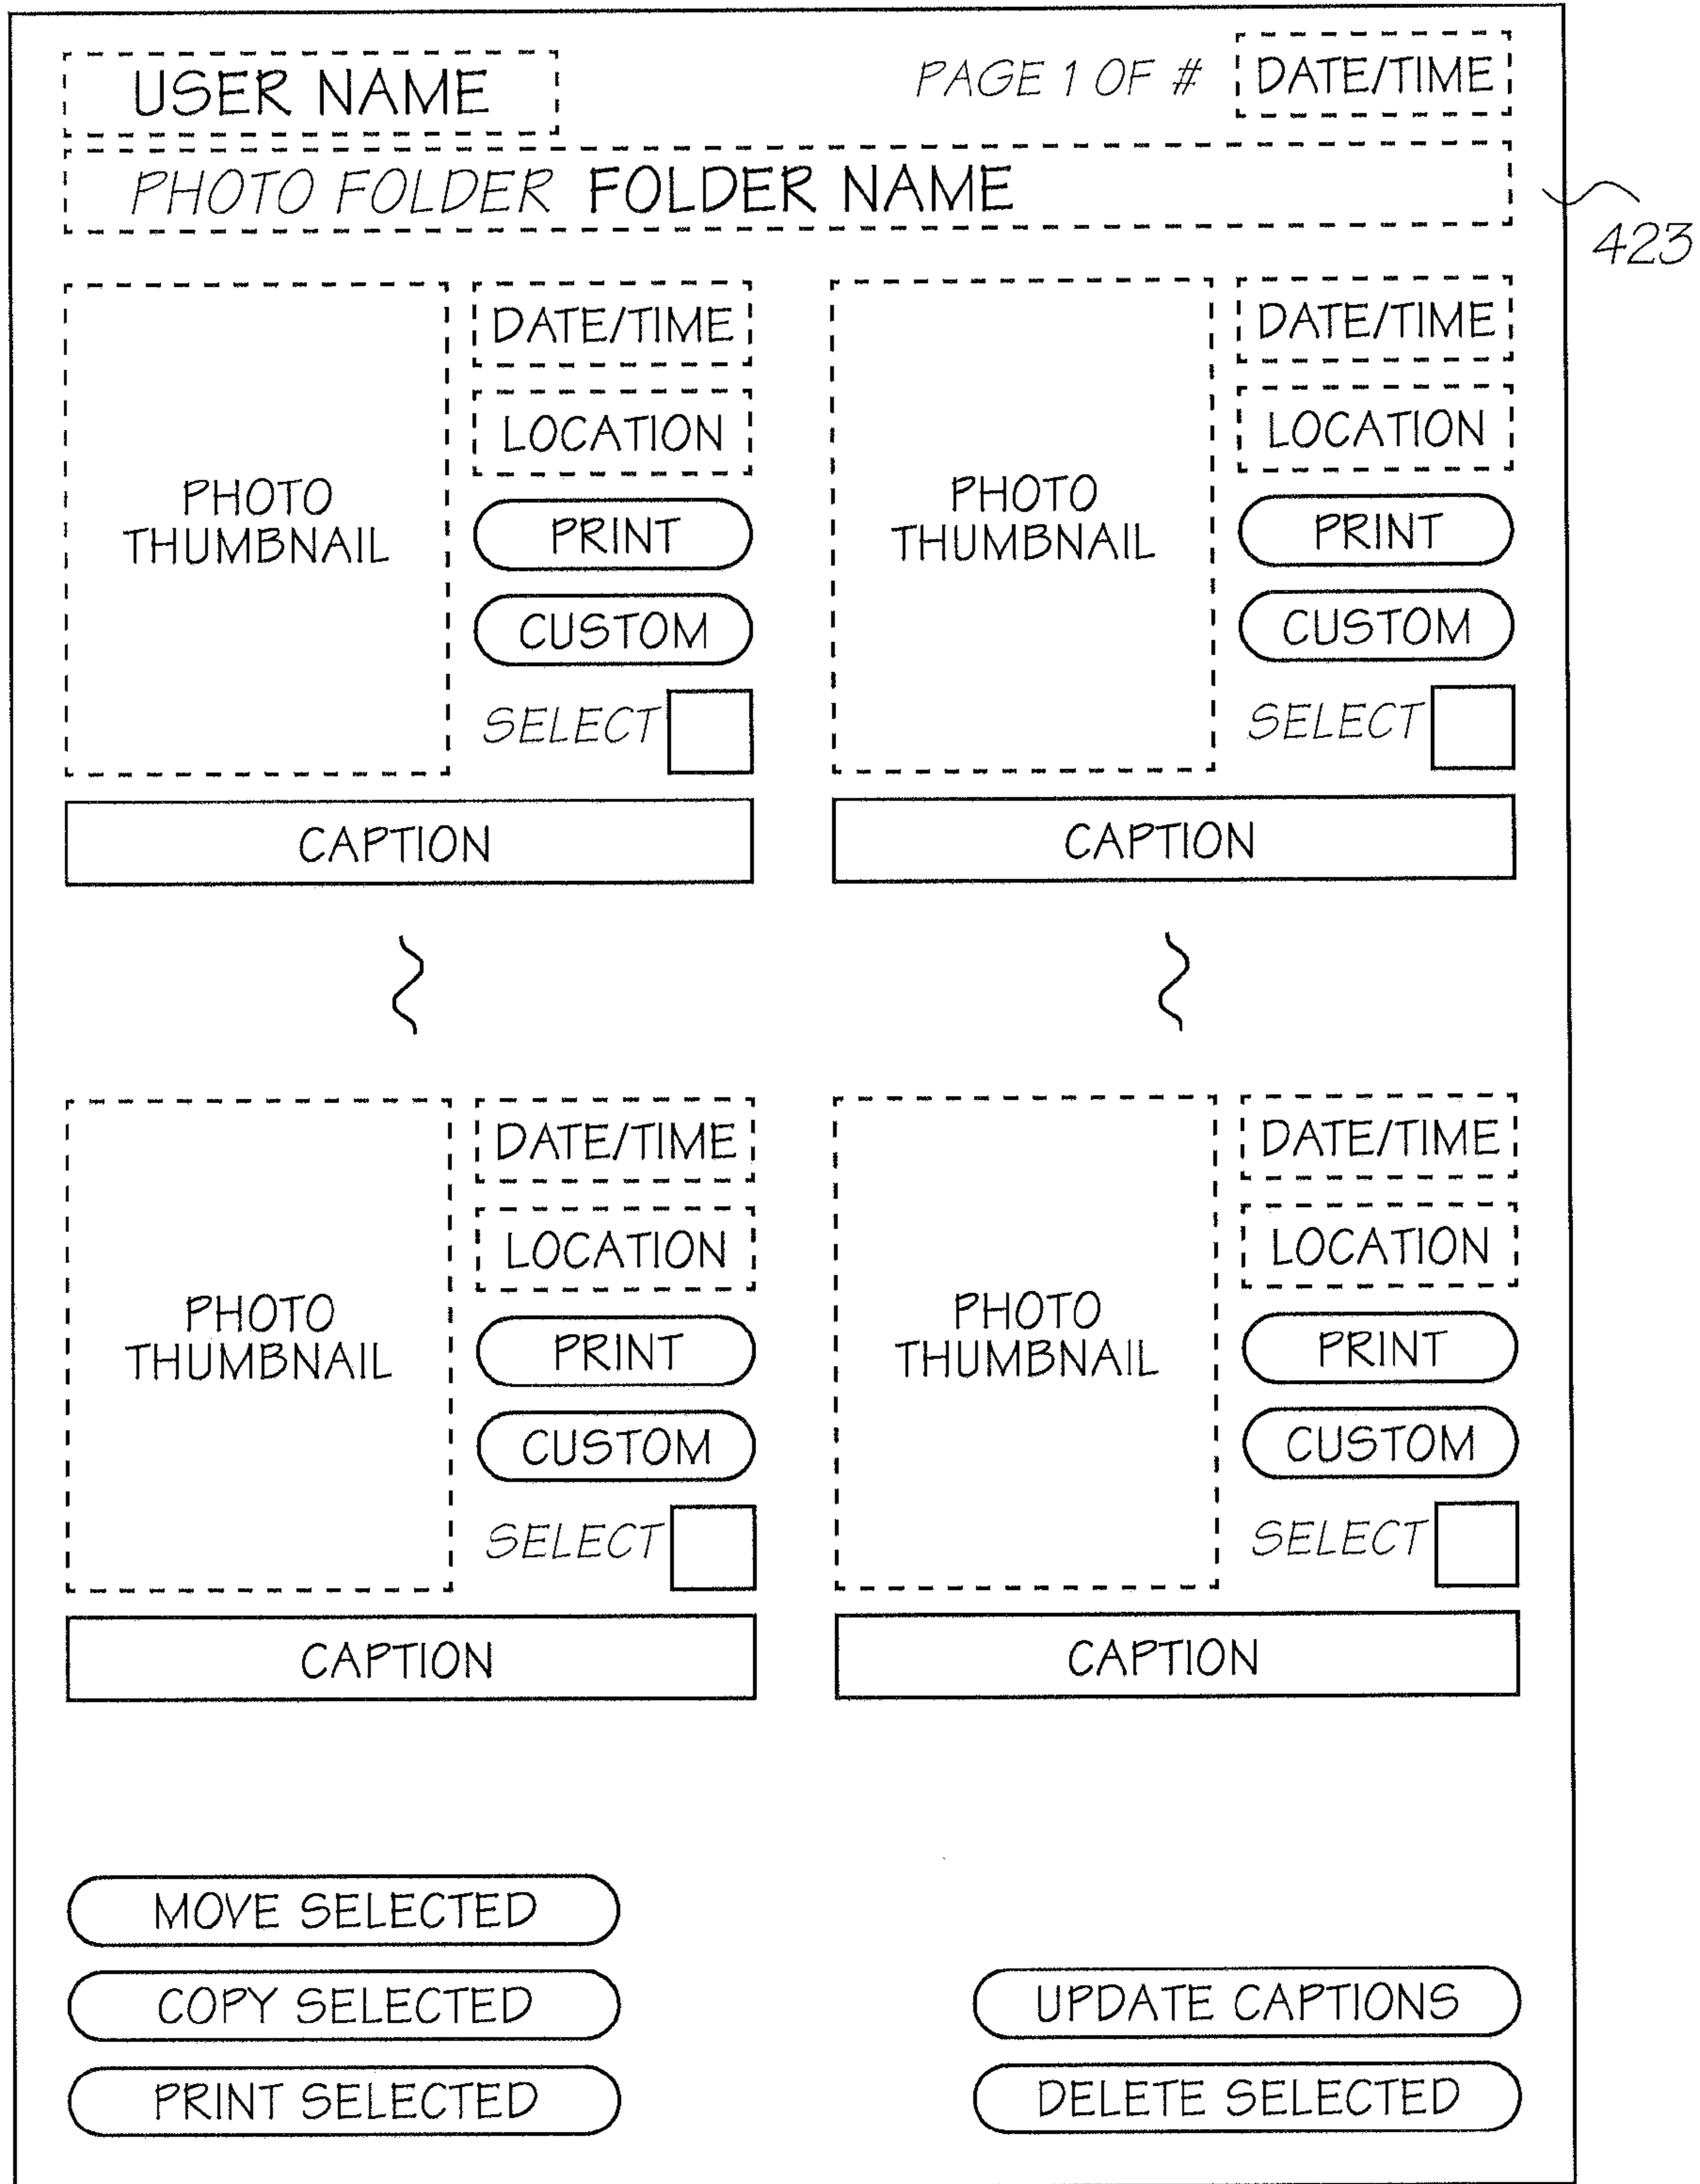 USER NAME PAGE 1 OF # DATE/TIME
PHOTO FOLDER FOLDER NAME
423
DATE/TIME DATE/TIME
LOCATION LOCATION
PHOTO PHOTO
THUMBNAIL THUMBNAIL
PRINT PRINT
CUSTOM CUSTOM
SELECT SELECT
CAPTION CAPTION
DATE/TIME DATE/TIME
LOCATION LOCATION
PHOTO PHOTO
THUMBNAIL THUMBNAIL
PRINT PRINT
CUSTOM CUSTOM
SELECT SELECT
CAPTION CAPTION
MOVE SELECTED
COPY SELECTED UPDATE CAPTIONS
PRINT SELECTED DELETE SELECTED